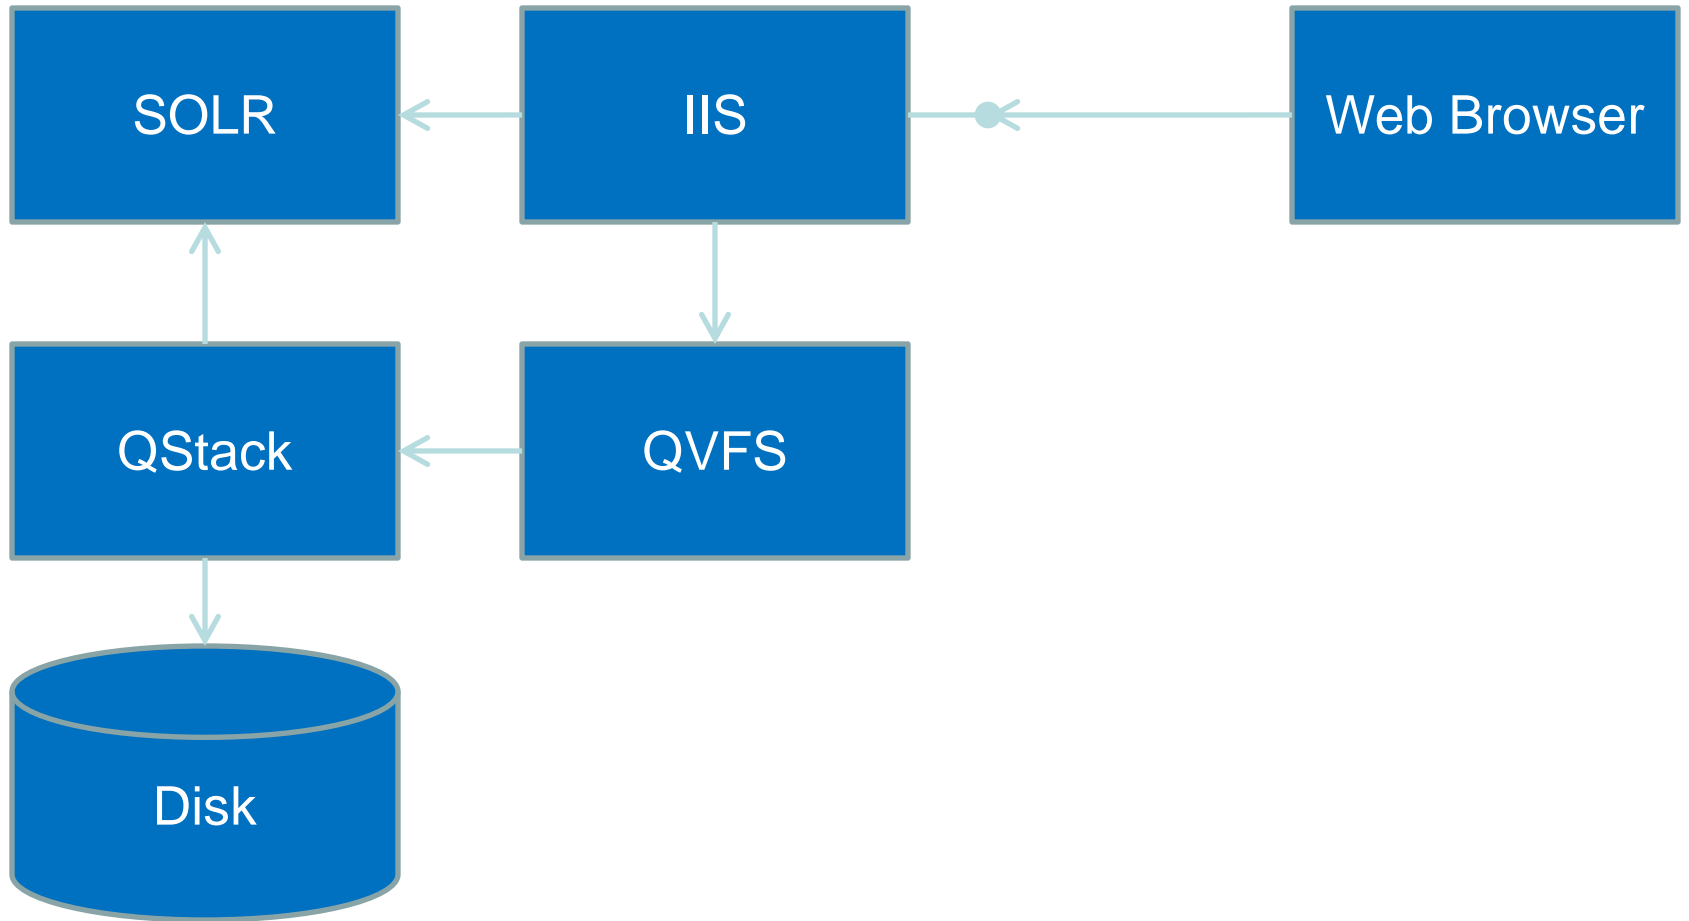 SOLR
IIS
Web Browser
QStack
QVFS
Disk